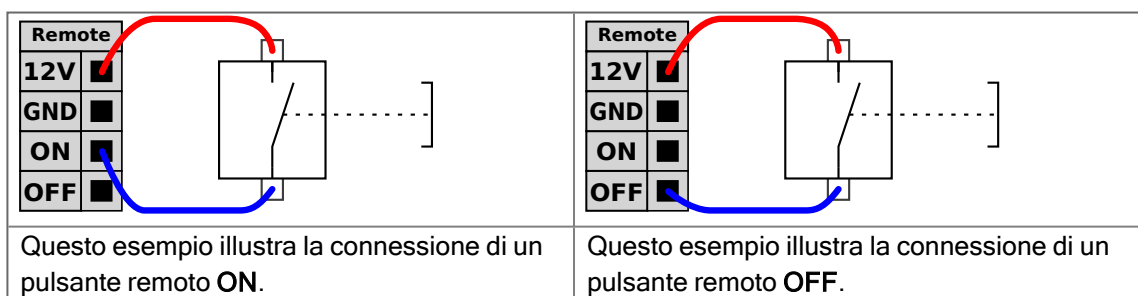 Remote
12V
GND
ON
OFF
Questo esempio illustra la connessione di un
pulsante remoto ON.
Remote
12V
GND
ON
OFF
Questo esempio illustra la connessione di un
pulsante remoto OFF.